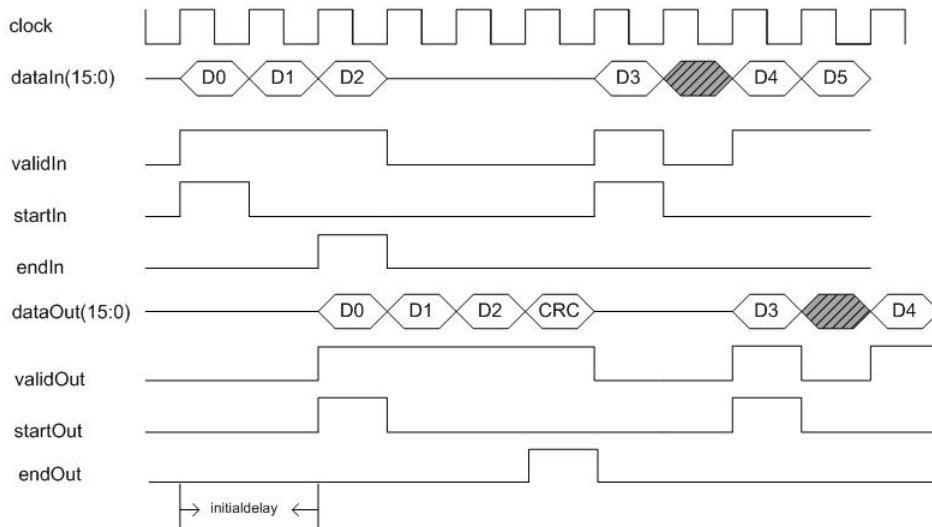 clock
dataIn(15:0) D0 D1 D2 D3 D4 D5
validIn
startIn
endIn
dataOut(15:0) D0 D1 D2 CRC D3 D4
validOut
startOut
endOut
initialdelay